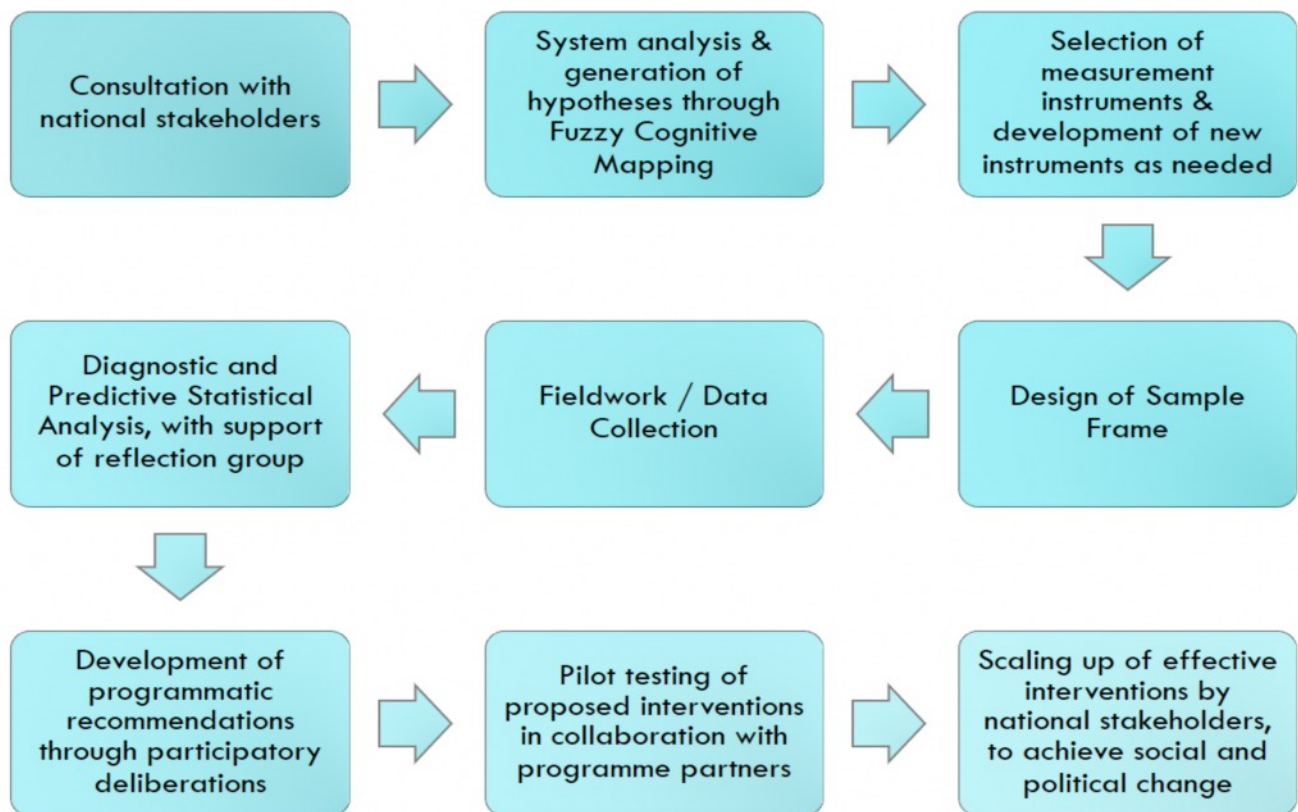 Consultation with
national stakeholders
System analysis &
generation of
hypotheses through
Fuzzy Cognitive
Mapping
Selection of
measurement
instruments &
development of new
instruments as needed
Design of Sample
Frame
Fieldwork / Data
Collection
Diagnostic and
Predictive Statistical
Analysis, with support
of reflection group
Development of
programmatic
recommendations
through participatory
deliberations
Pilot testing of
proposed interventions
in collaboration with
programme partners
Scaling up of effective
interventions by
national stakeholders,
to achieve social and
political change